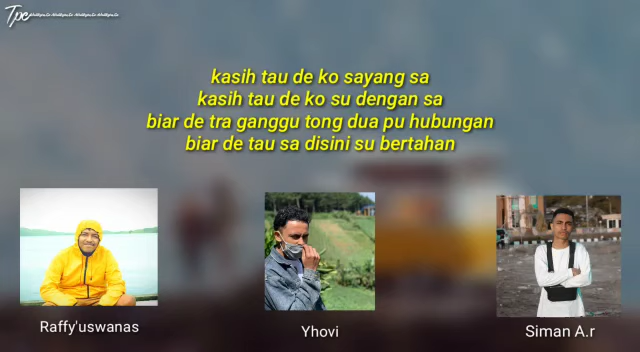 Tpc
kasih tau de ko sayang sa
kasih tau de ko su dengan sa
biar de tra ganggu tong dua pu hubungan
biar de tau sa disini su bertahan
Raffy'uswanas
Yhovi
Siman A.r